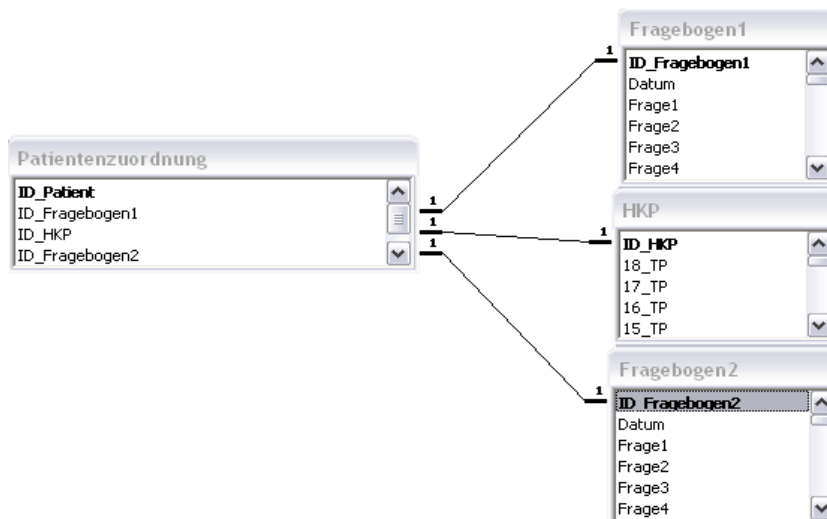 Patientenzuordnung
ID_Patient
ID_Fragebogen1
ID_HKP
ID_Fragebogen2
1
1
1
Fragebogen1
1
ID_Fragebogen1
Datum
Frage1
Frage2
Frage3
Frage4
HKP
1
ID_HKP
18_TP
17_TP
16_TP
15_TP
Fragebogen2
1
ID_Fragebogen2
Datum
Frage1
Frage2
Frage3
Frage4